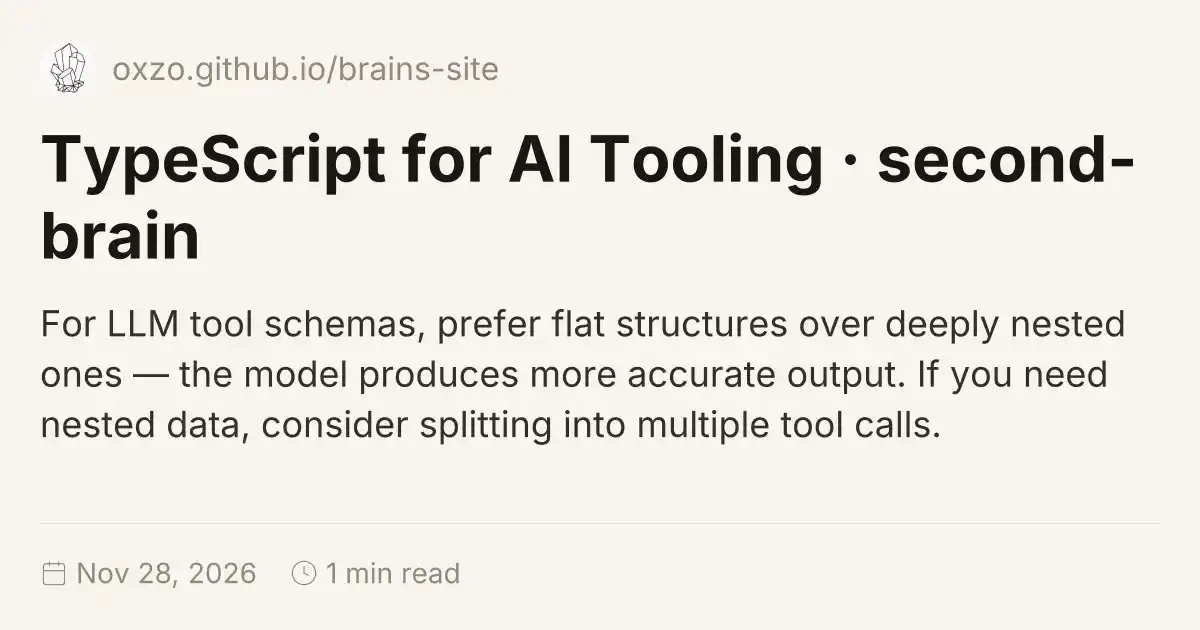 oxzo.github.io/brains-site
TypeScript for AI Tooling · second-
brain
For LLM tool schemas, prefer flat structures over deeply nested
ones — the model produces more accurate output. If you need
nested data, consider splitting into multiple tool calls.
Nov 28, 2026 1 min read